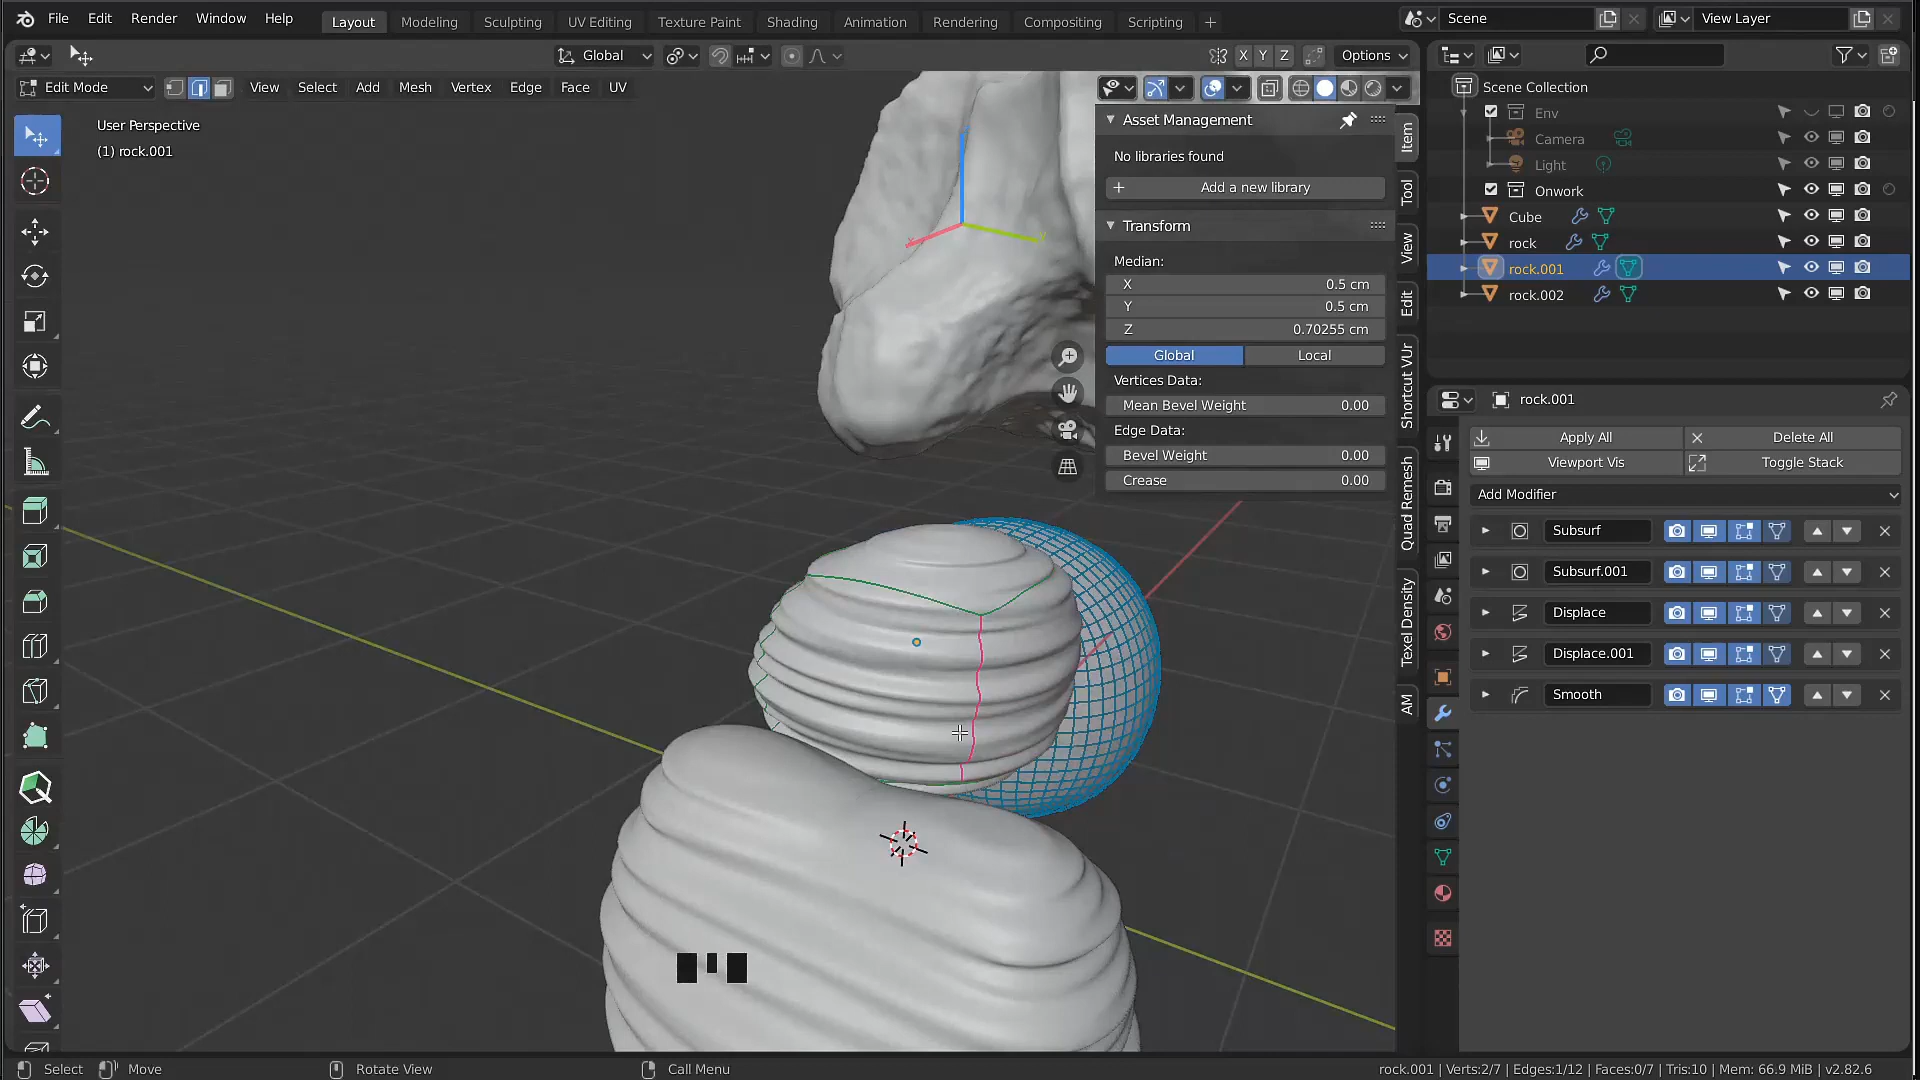 File Edit Render Window Help Layout Modeling Sculpting UV Editing Texture Paint Shading Animation Rendering Compositing Scripting + Scene View Layer
Global X Y Z Options
Edit Mode View Select Add Mesh Vertex Edge Face UV
User Perspective
(1) rock.001
Asset Management
No libraries found
+ Add a new library
Transform
Median:
X 0.5 cm
Y 0.5 cm
Z 0.70255 cm
Global Local
Vertices Data:
Mean Bevel Weight 0.00
Edge Data:
Bevel Weight 0.00
Crease 0.00
Item
Tool
View
Edit
Shortcut VUr
Quad Remesh
Texel Density
AM
Scene Collection
Env
Camera
Light
Onwork
Cube
rock
rock.001
rock.002
rock.001
Apply All Delete All
Viewport Vis Toggle Stack
Add Modifier
Subsurf
Subsurf.001
Displace
Displace.001
Smooth
Select Move Rotate View Call Menu rock.001 | Verts:2/7 | Edges:1/12 | Faces:0/7 | Tris:10 | Mem: 66.9 MiB | v2.82.6